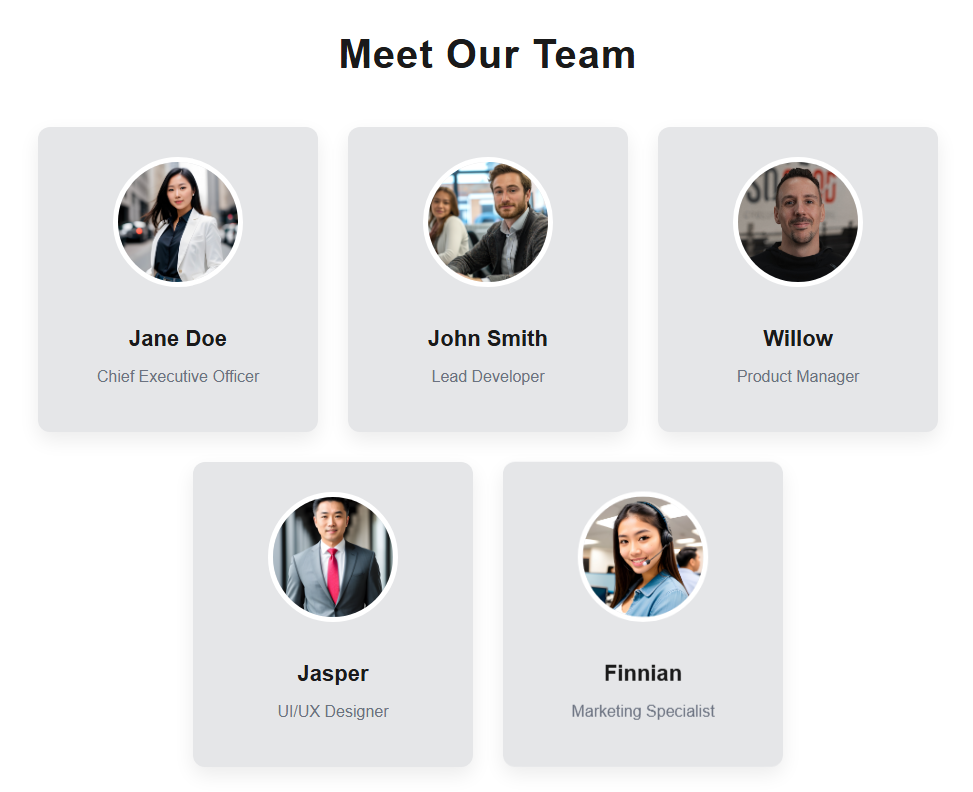 Meet Our Team
Jane Doe
Chief Executive Officer
John Smith
Lead Developer
Willow
Product Manager
Jasper
UI/UX Designer
Finnian
Marketing Specialist